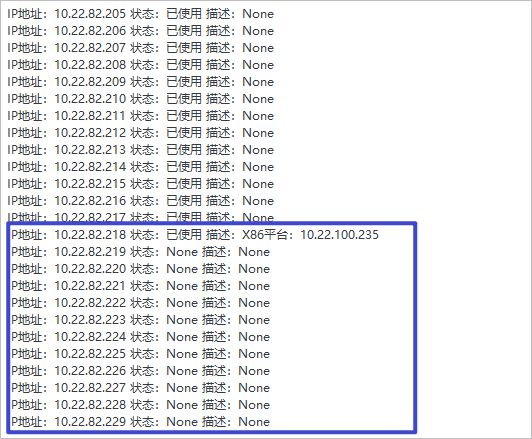 IP地址：10.22.82.205 状态：已使用 描述：None
IP地址：10.22.82.206 状态：已使用 描述：None
IP地址：10.22.82.207 状态：已使用 描述：None
IP地址：10.22.82.208 状态：已使用 描述：None
IP地址：10.22.82.209 状态：已使用 描述：None
IP地址：10.22.82.210 状态：已使用 描述：None
IP地址：10.22.82.211 状态：已使用 描述：None
IP地址：10.22.82.212 状态：已使用 描述：None
IP地址：10.22.82.213 状态：已使用 描述：None
IP地址：10.22.82.214 状态：已使用 描述：None
IP地址：10.22.82.215 状态：已使用 描述：None
IP地址：10.22.82.216 状态：已使用 描述：None
IP地址：10.22.82.217 状态：已使用 描述：None
P地址：10.22.82.218 状态：已使用 描述：X86平台：10.22.100.235
P地址：10.22.82.219 状态：None 描述：None
P地址：10.22.82.220 状态：None 描述：None
P地址：10.22.82.221 状态：None 描述：None
P地址：10.22.82.222 状态：None 描述：None
P地址：10.22.82.223 状态：None 描述：None
P地址：10.22.82.224 状态：None 描述：None
P地址：10.22.82.225 状态：None 描述：None
P地址：10.22.82.226 状态：None 描述：None
P地址：10.22.82.227 状态：None 描述：None
P地址：10.22.82.228 状态：None 描述：None
P地址：10.22.82.229 状态：None 描述：None